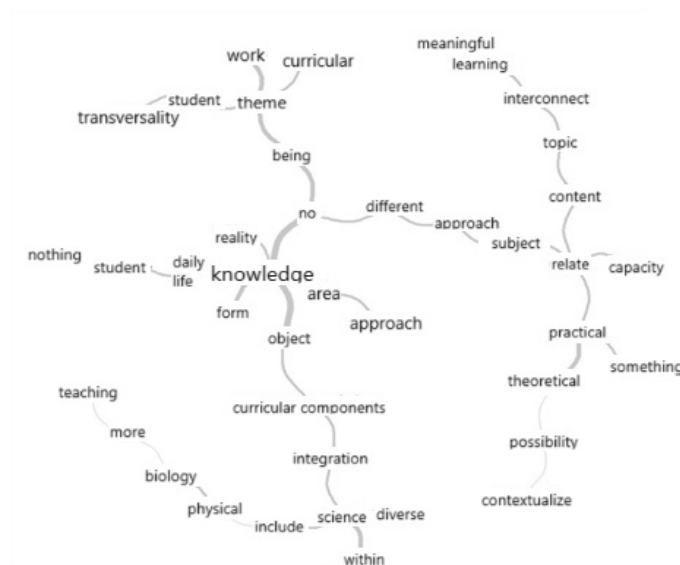 meaningful
learning
work
curricular
interconnect
student
theme
transversality
topic
being
content
different
no
approach
reality
subject
nothing
student
daily
life
knowledge
relate
capacity
area
form
approach
object
practical
something
theoretical
teaching
curricular components
more
possibility
integration
biology
contextualize
physical
include
science
diverse
within